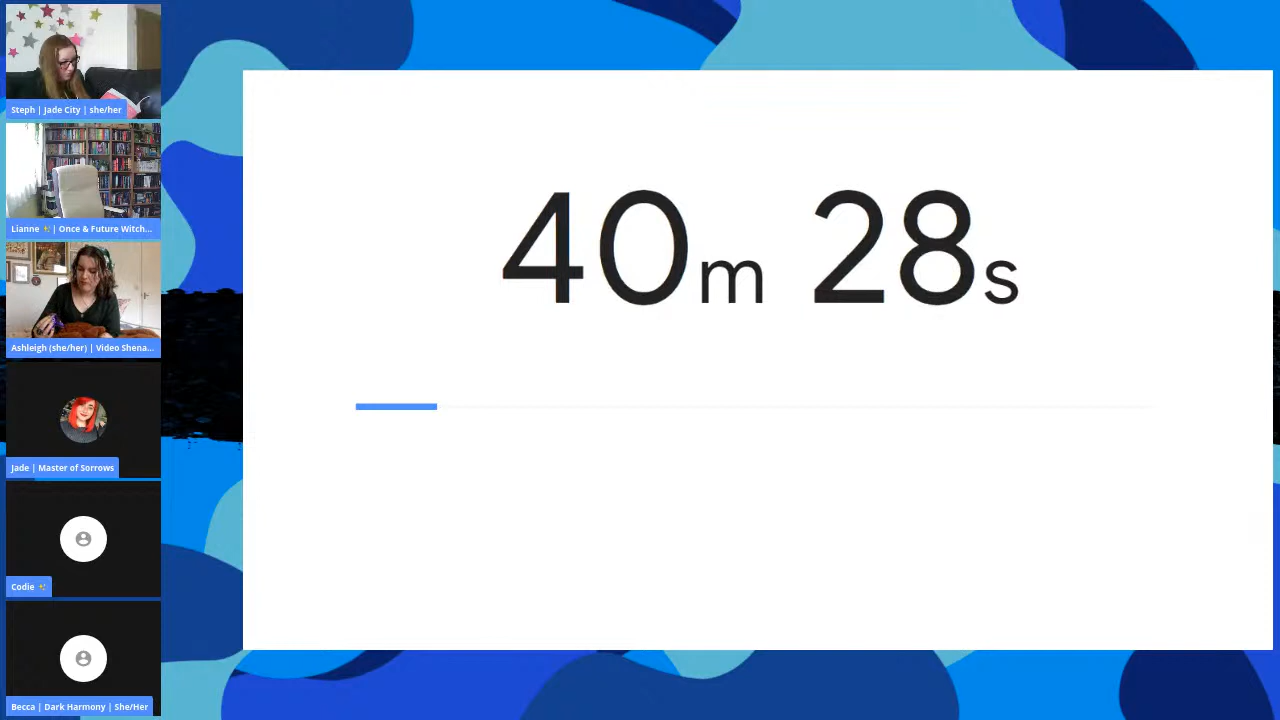 Steph | Jade City | she/her
Lianne ✨ | Once & Future Witch...
Ashleigh (she/her) | Video Shena...
Jade | Master of Sorrows
Codie ✨
Becca | Dark Harmony | She/Her
40m 28s